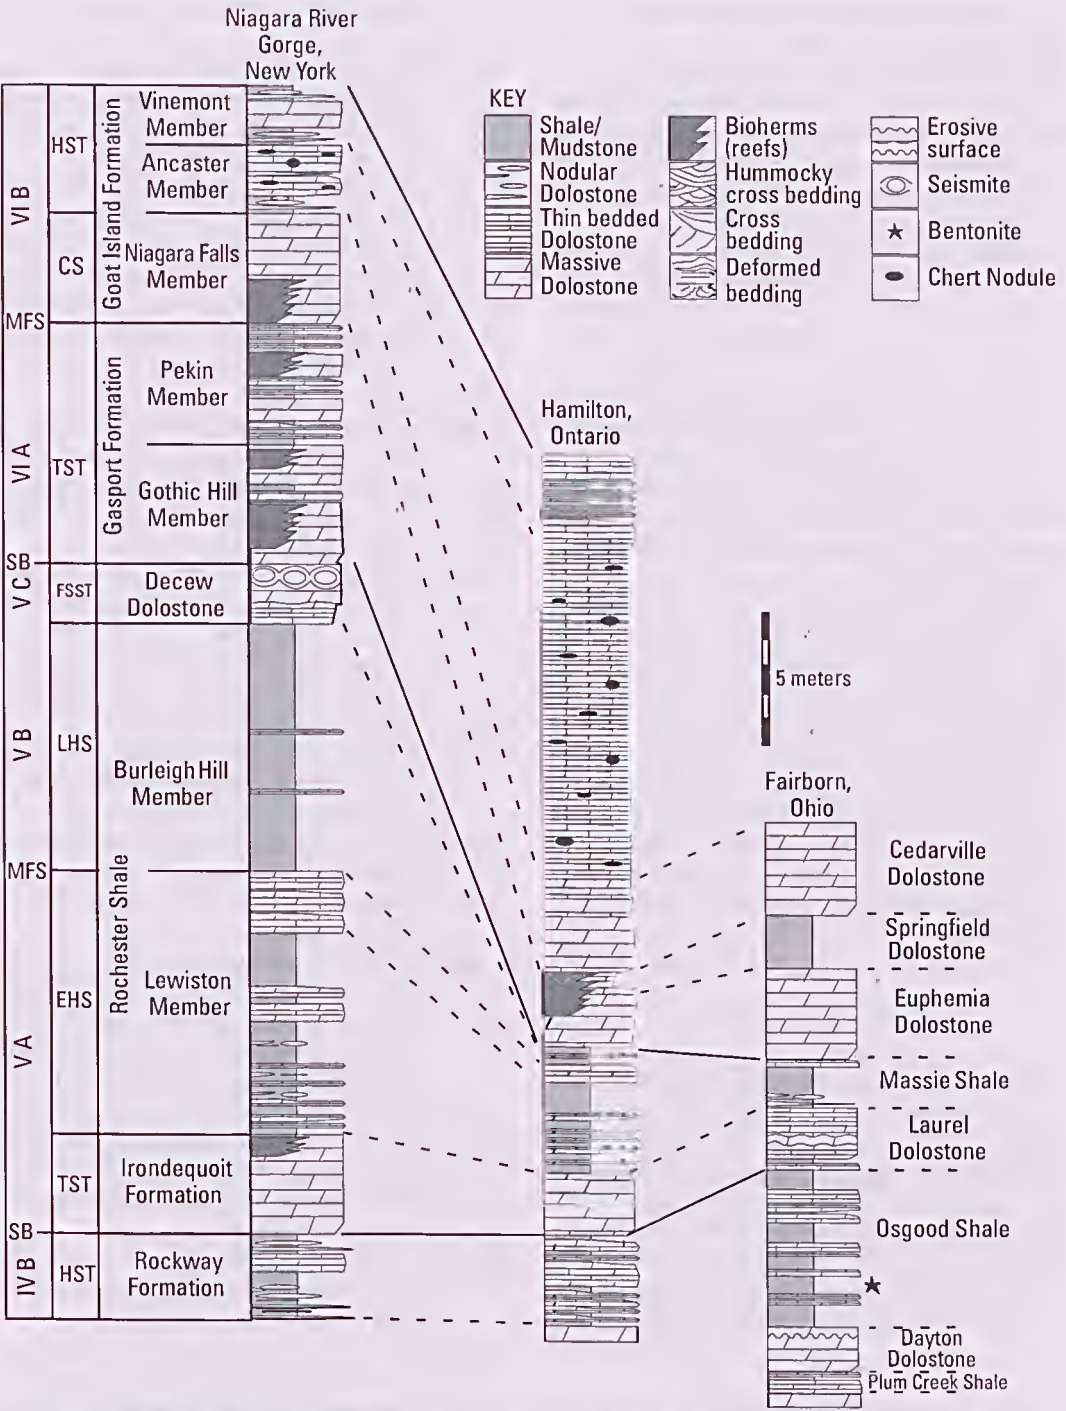 Niagara River
Gorge,
New York
KEY
Shale/
Mudstone
Nodular
Dolostone
Thin bedded
Dolostone
Massive
Dolostone
Bioherms
(reefs)
Hummocky
cross bedding
Cross
bedding
Deformed
bedding
Erosive
surface
Seismite
Bentonite
Chert Nodule
VI B
HST
CS
MFS
VI A
TST
SB
V C
FSST
V B
LHS
MFS
V A
EHS
TST
SB
IV B
HST
Goat Island Formation
Vinemont
Member
Ancaster
Member
Niagara Falls
Member
Gasport Formation
Pekin
Member
Gothic Hill
Member
Decew
Dolostone
Rochester Shale
Burleigh Hill
Member
Lewiston
Member
Irondequoit
Formation
Rockway
Formation
Hamilton,
Ontario
5 meters
Fairborn,
Ohio
Cedarville
Dolostone
Springfield
Dolostone
Euphemia
Dolostone
Massie Shale
Laurel
Dolostone
Osgood Shale
Dayton
Dolostone
Plum Creek Shale